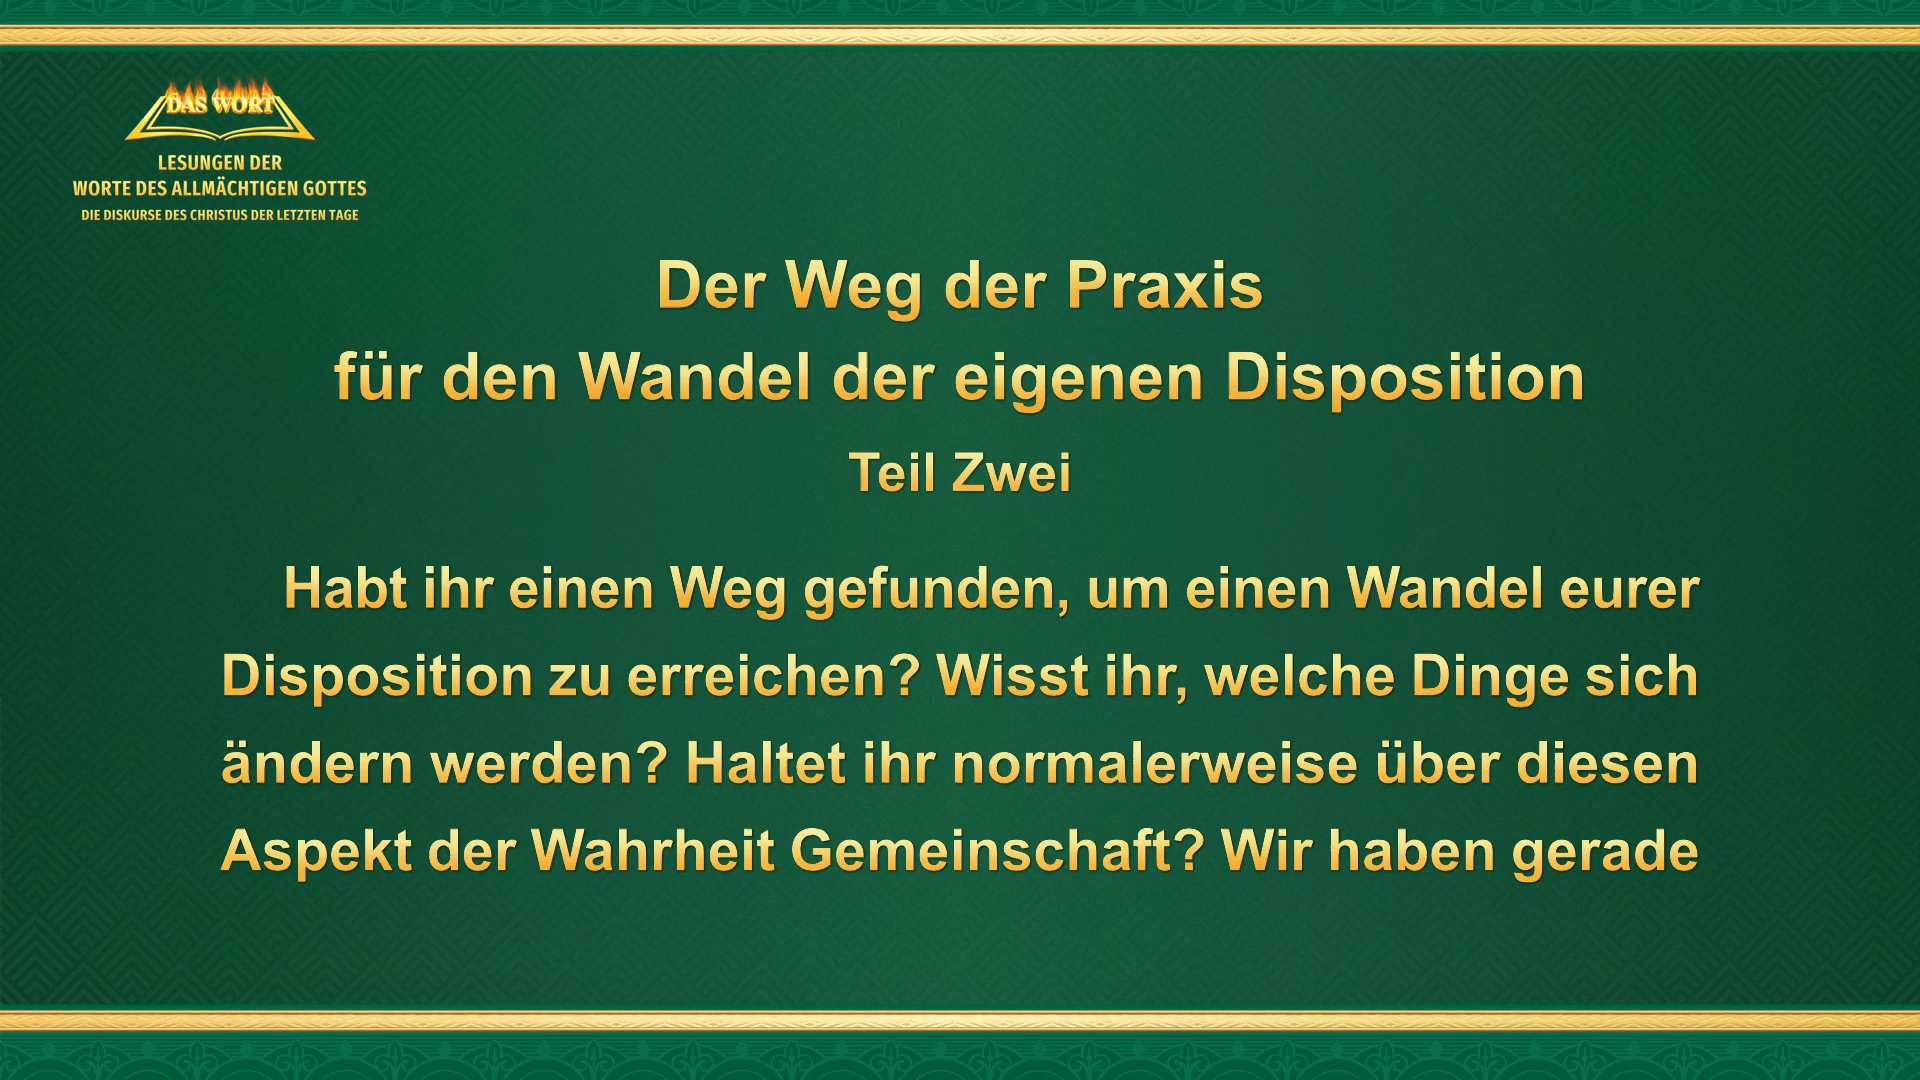 DAS WORT
LESUNGEN DER
WORTE DES ALLMÄCHTIGEN GOTTES
DIE DISKURSE DES CHRISTUS DER LETZTEN TAGE
Der Weg der Praxis
für den Wandel der eigenen Disposition
Teil Zwei
Habt ihr einen Weg gefunden, um einen Wandel eurer
Disposition zu erreichen? Wisst ihr, welche Dinge sich
ändern werden? Haltet ihr normalerweise über diesen
Aspekt der Wahrheit Gemeinschaft? Wir haben gerade